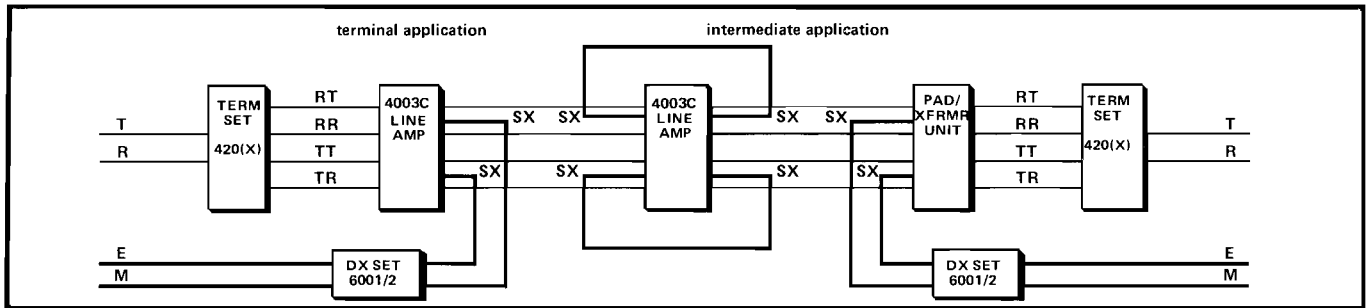 terminal application
intermediate application
T
R
TERM
SET
420(X)
RT
RR
TT
TR
4003C
LINE
AMP
SX
SX
SX
SX
4003C
LINE
AMP
SX
SX
SX
SX
PAD/
XFRMR
UNIT
RT
RR
TT
TR
TERM
SET
420(X)
T
R
E
M
DX SET
6001/2
DX SET
6001/2
E
M